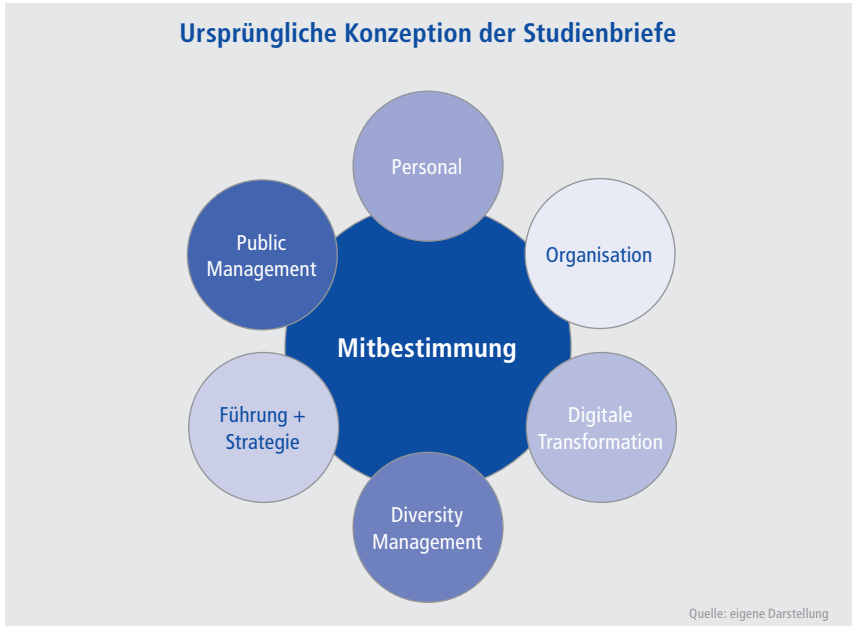 Ursprüngliche Konzeption der Studienbriefe
Personal
Public
Management
Organisation
Mitbestimmung
Führung +
Strategie
Digitale
Transformation
Diversity
Management
Quelle: eigene Darstellung